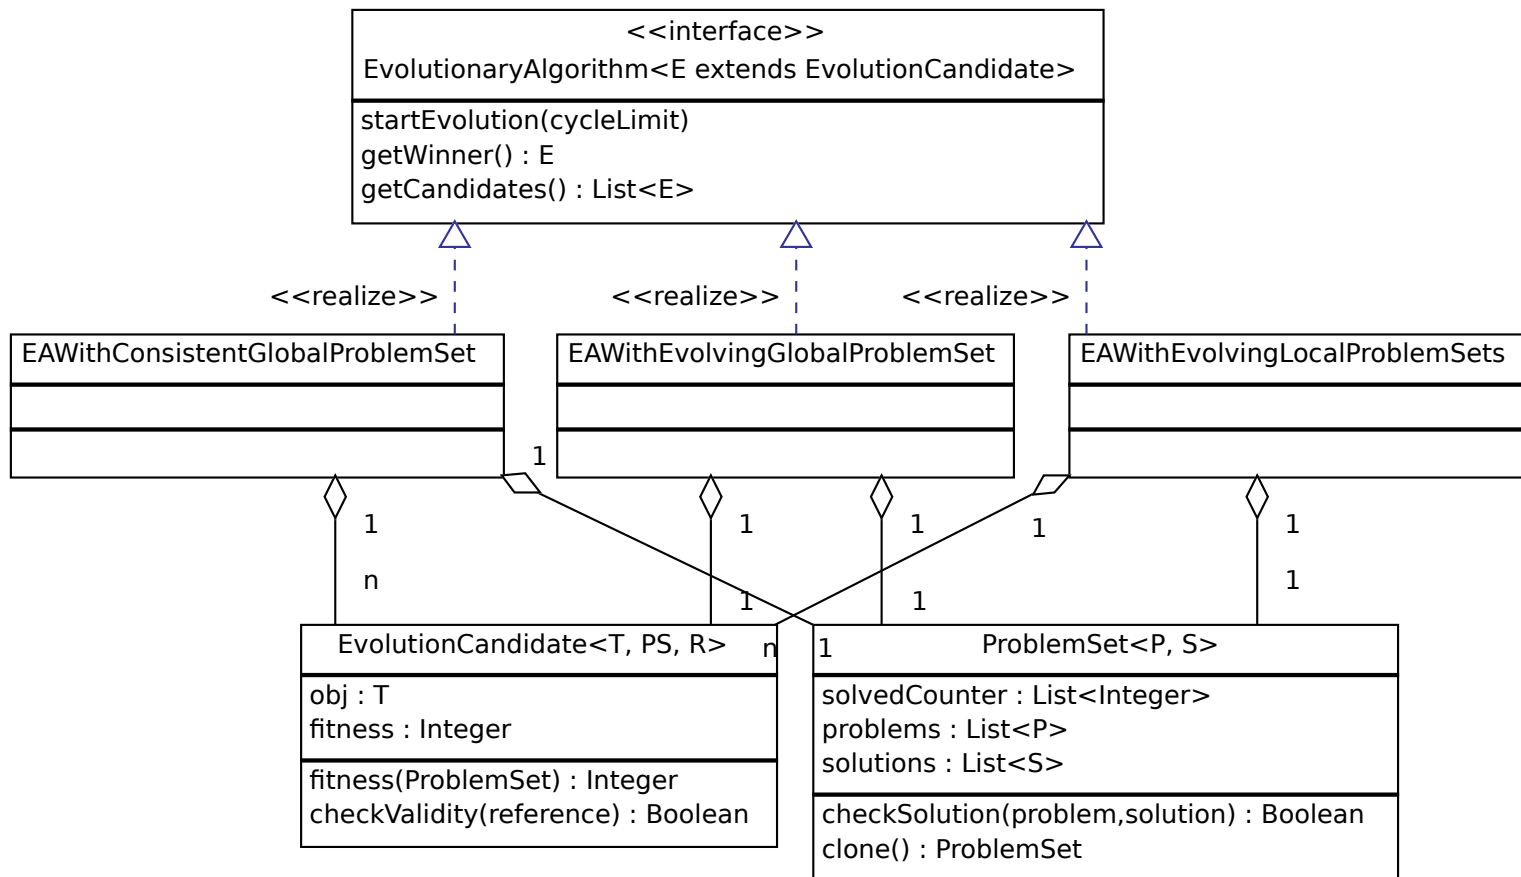 <<interface>>
EvolutionaryAlgorithm<E extends EvolutionCandidate>
startEvolution(cycleLimit)
getWinner() : E
getCandidates() : List<E>
<<realize>>
<<realize>>
<<realize>>
EAWithConsistentGlobalProblemSet
EAWithEvolvingGlobalProblemSet
EAWithEvolvingLocalProblemSets
1
1
1
1
1
1
n
1
1
1
n
1
EvolutionCandidate<T, PS, R>
obj : T
fitness : Integer
fitness(ProblemSet) : Integer
checkValidity(reference) : Boolean
ProblemSet<P, S>
solvedCounter : List<Integer>
problems : List<P>
solutions : List<S>
checkSolution(problem,solution) : Boolean
clone() : ProblemSet